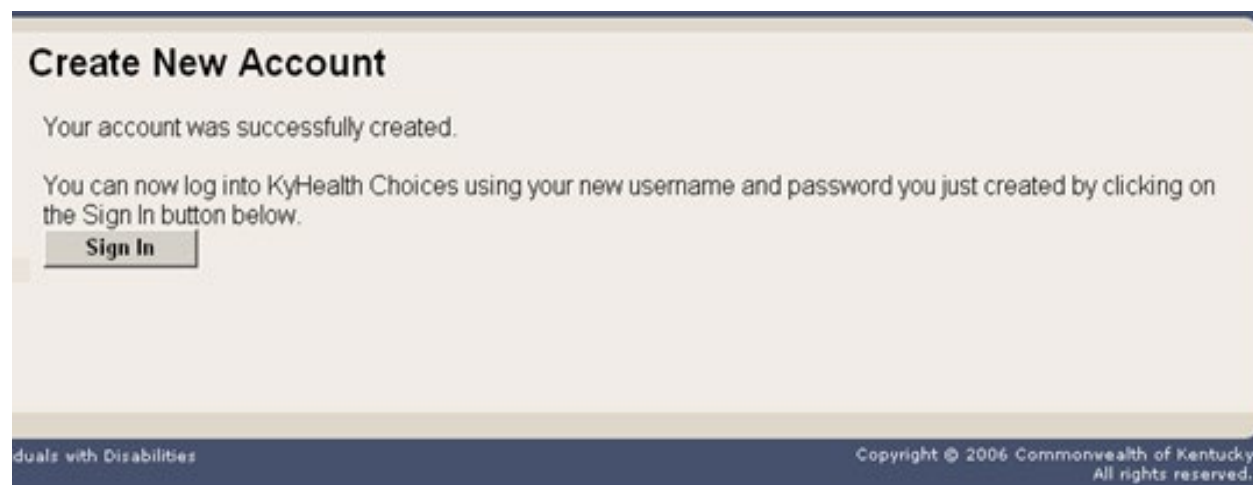 Create New Account
Your account was successfully created.
You can now log into KyHealth Choices using your new username and password you just created by clicking on
the Sign In button below.
Sign In
duals with Disabilities
Copyright © 2006 Commonwealth of Kentucky
All rights reserved.